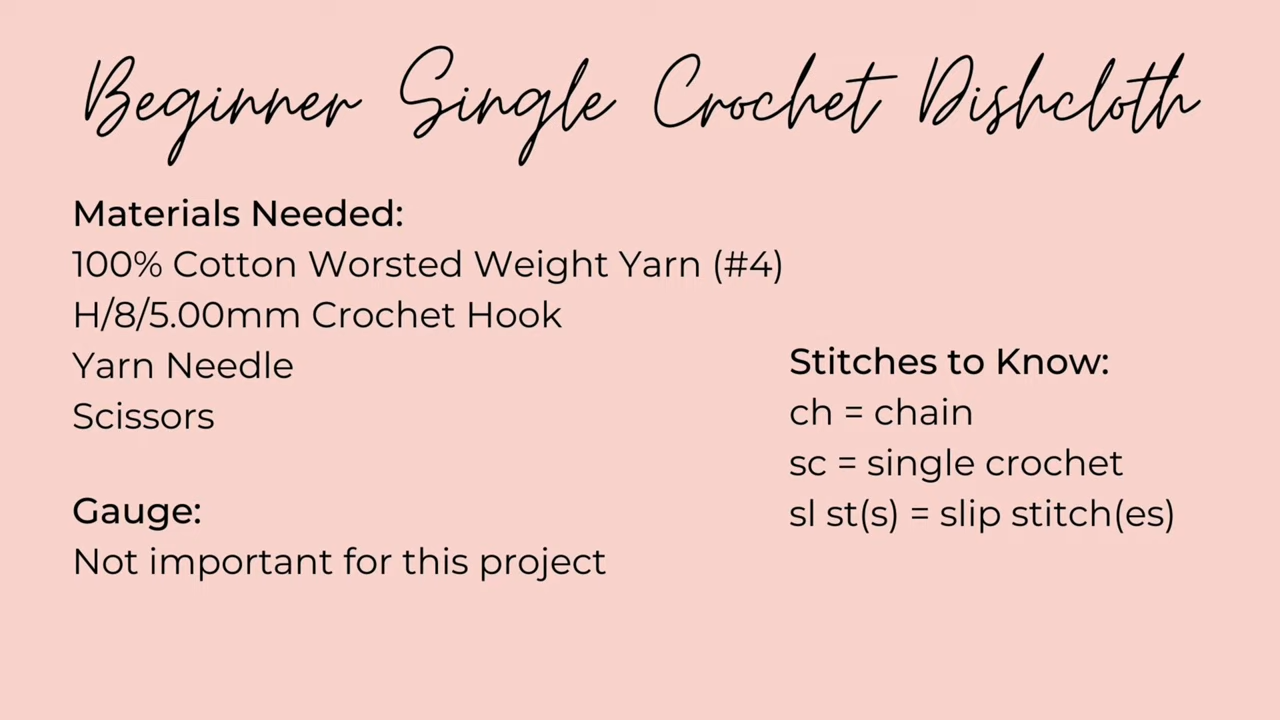 Beginner Single Crochet Dishcloth
Materials Needed:
100% Cotton Worsted Weight Yarn (#4)
H/8/5.00mm Crochet Hook
Yarn Needle
Scissors
Gauge:
Not important for this project
Stitches to Know:
ch = chain
sc = single crochet
sl st(s) = slip stitch(es)